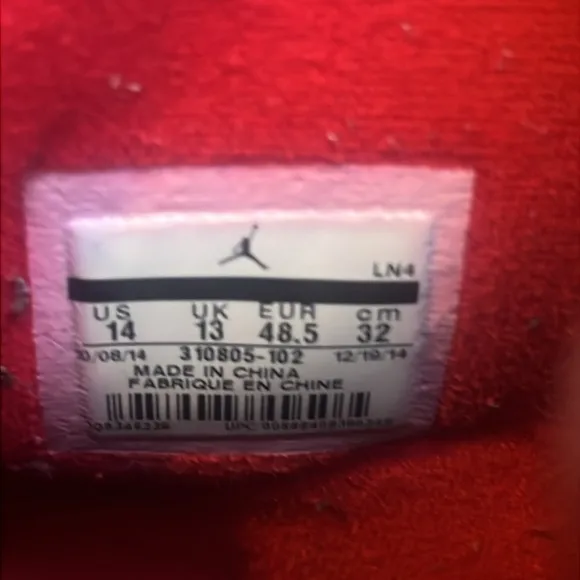 LN4
US UK EUR cm
14 13 48.5 32
310805-102 12/19/14
MADE IN CHINA
FABRIQUE EN CHINE
UPC: